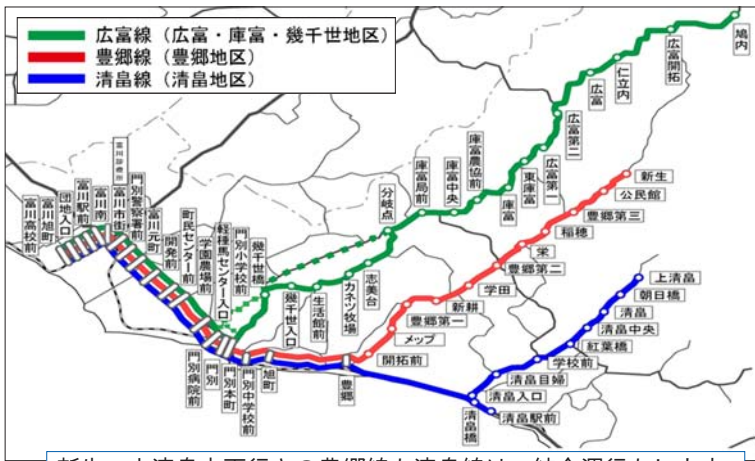 広富線（広富・庫富・幾千世地区）
豊郷線（豊郷地区）
清畠線（清畠地区）
鳩内
広富開拓
仁立内
広富
広富第二
広富第一
東庫富
庫富
庫富農協前
庫富中央
庫富局前
分岐点
志美台
カネツ牧場
生活館前
幾千世入口
幾千世橋
門別小学校前
軽種馬センター入口
学園農場前
町民センター前
開発前
富川元町
門別警察署前
富川市街
富川診療所
富川南
富川駅前
団地入口
富川旭町
富川高校前
新生
公民館
豊郷第三
稲穂
栄
豊郷第二
学田
新耕
豊郷第一
メップ
開拓前
豊郷
旭町
門別中学校前
門別本町
門別
門別病院前
上清畠
朝日橋
清畠
清畠中央
紅葉橋
学校前
清畠目婦
清畠入口
清畠橋
清畠駅前